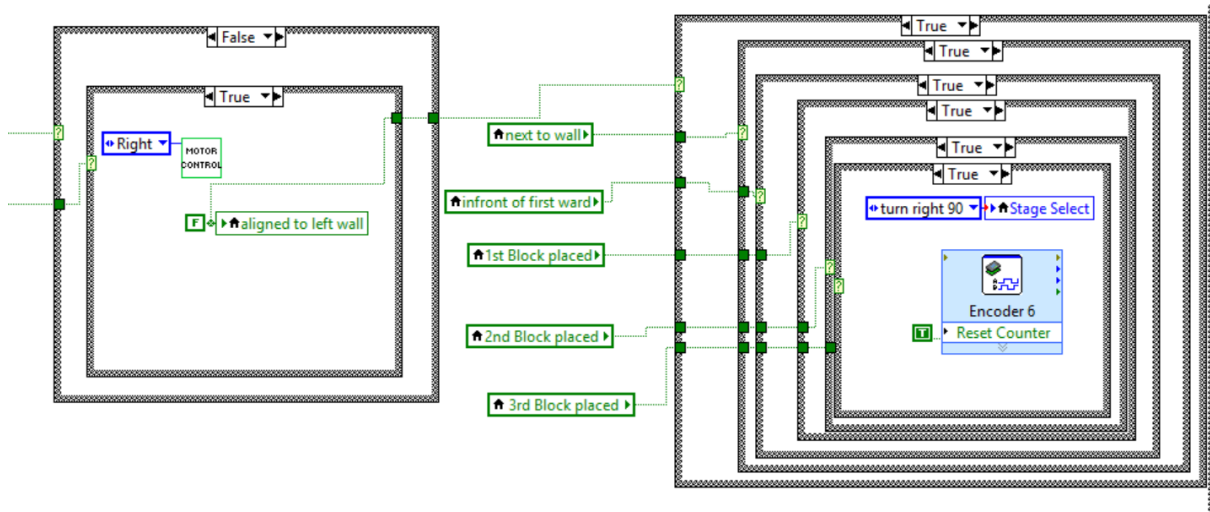 False
True
Right
MOTOR
CONTROL
F
aligned to left wall
next to wall
infront of first ward
1st Block placed
2nd Block placed
3rd Block placed
True
True
True
True
True
True
turn right 90
Stage Select
Encoder 6
T
Reset Counter